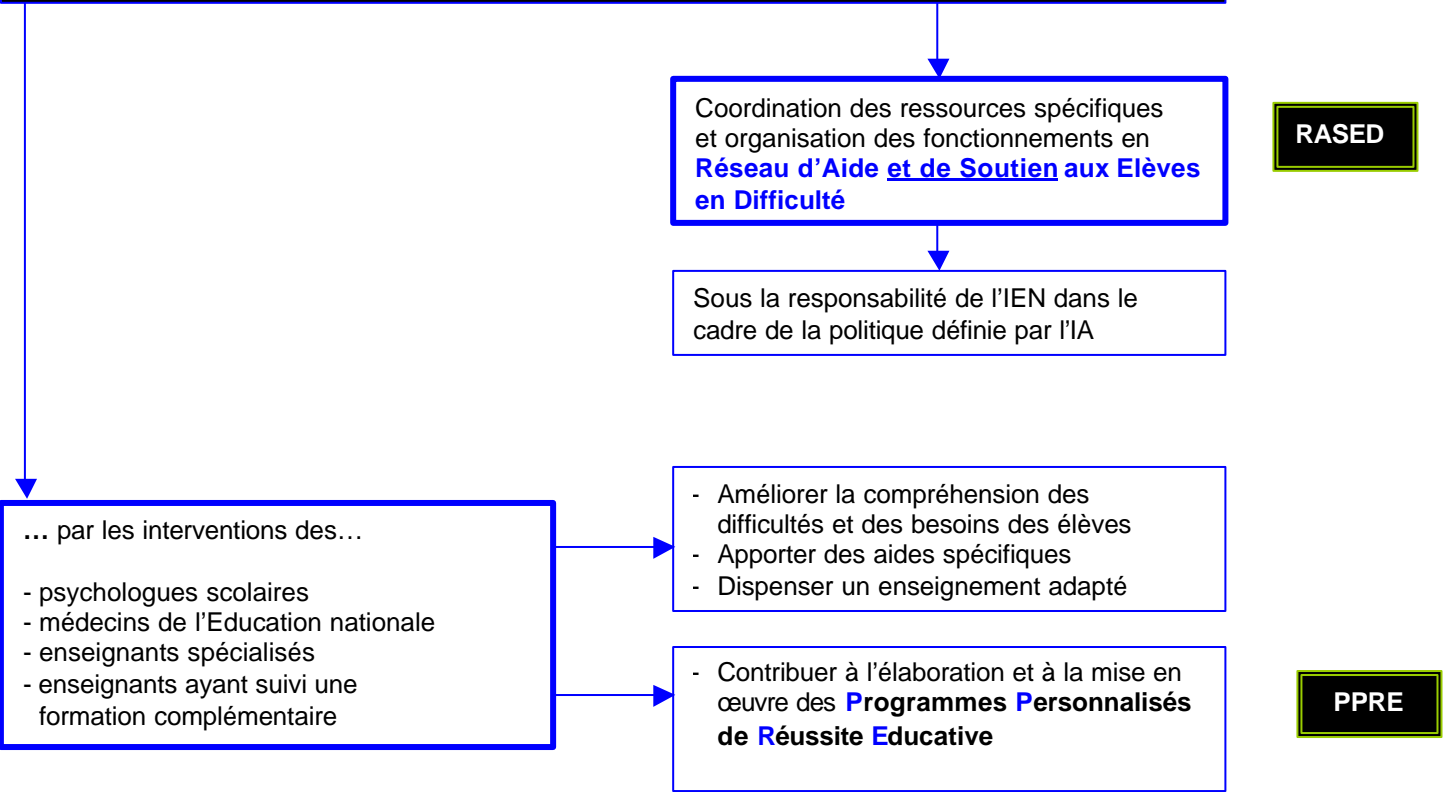 Coordination des ressources spécifiques
et organisation des fonctionnements en
Réseau d’Aide et de Soutien aux Elèves
en Difficulté
RASED
Sous la responsabilité de l’IEN dans le
cadre de la politique définie par l’IA
… par les interventions des…
- psychologues scolaires
- médecins de l’Education nationale
- enseignants spécialisés
- enseignants ayant suivi une
formation complémentaire
- Améliorer la compréhension des
difficultés et des besoins des élèves
- Apporter des aides spécifiques
- Dispenser un enseignement adapté
- Contribuer à l’élaboration et à la mise en
œuvre des Programmes Personnalisés
de Réussite Educative
PPRE